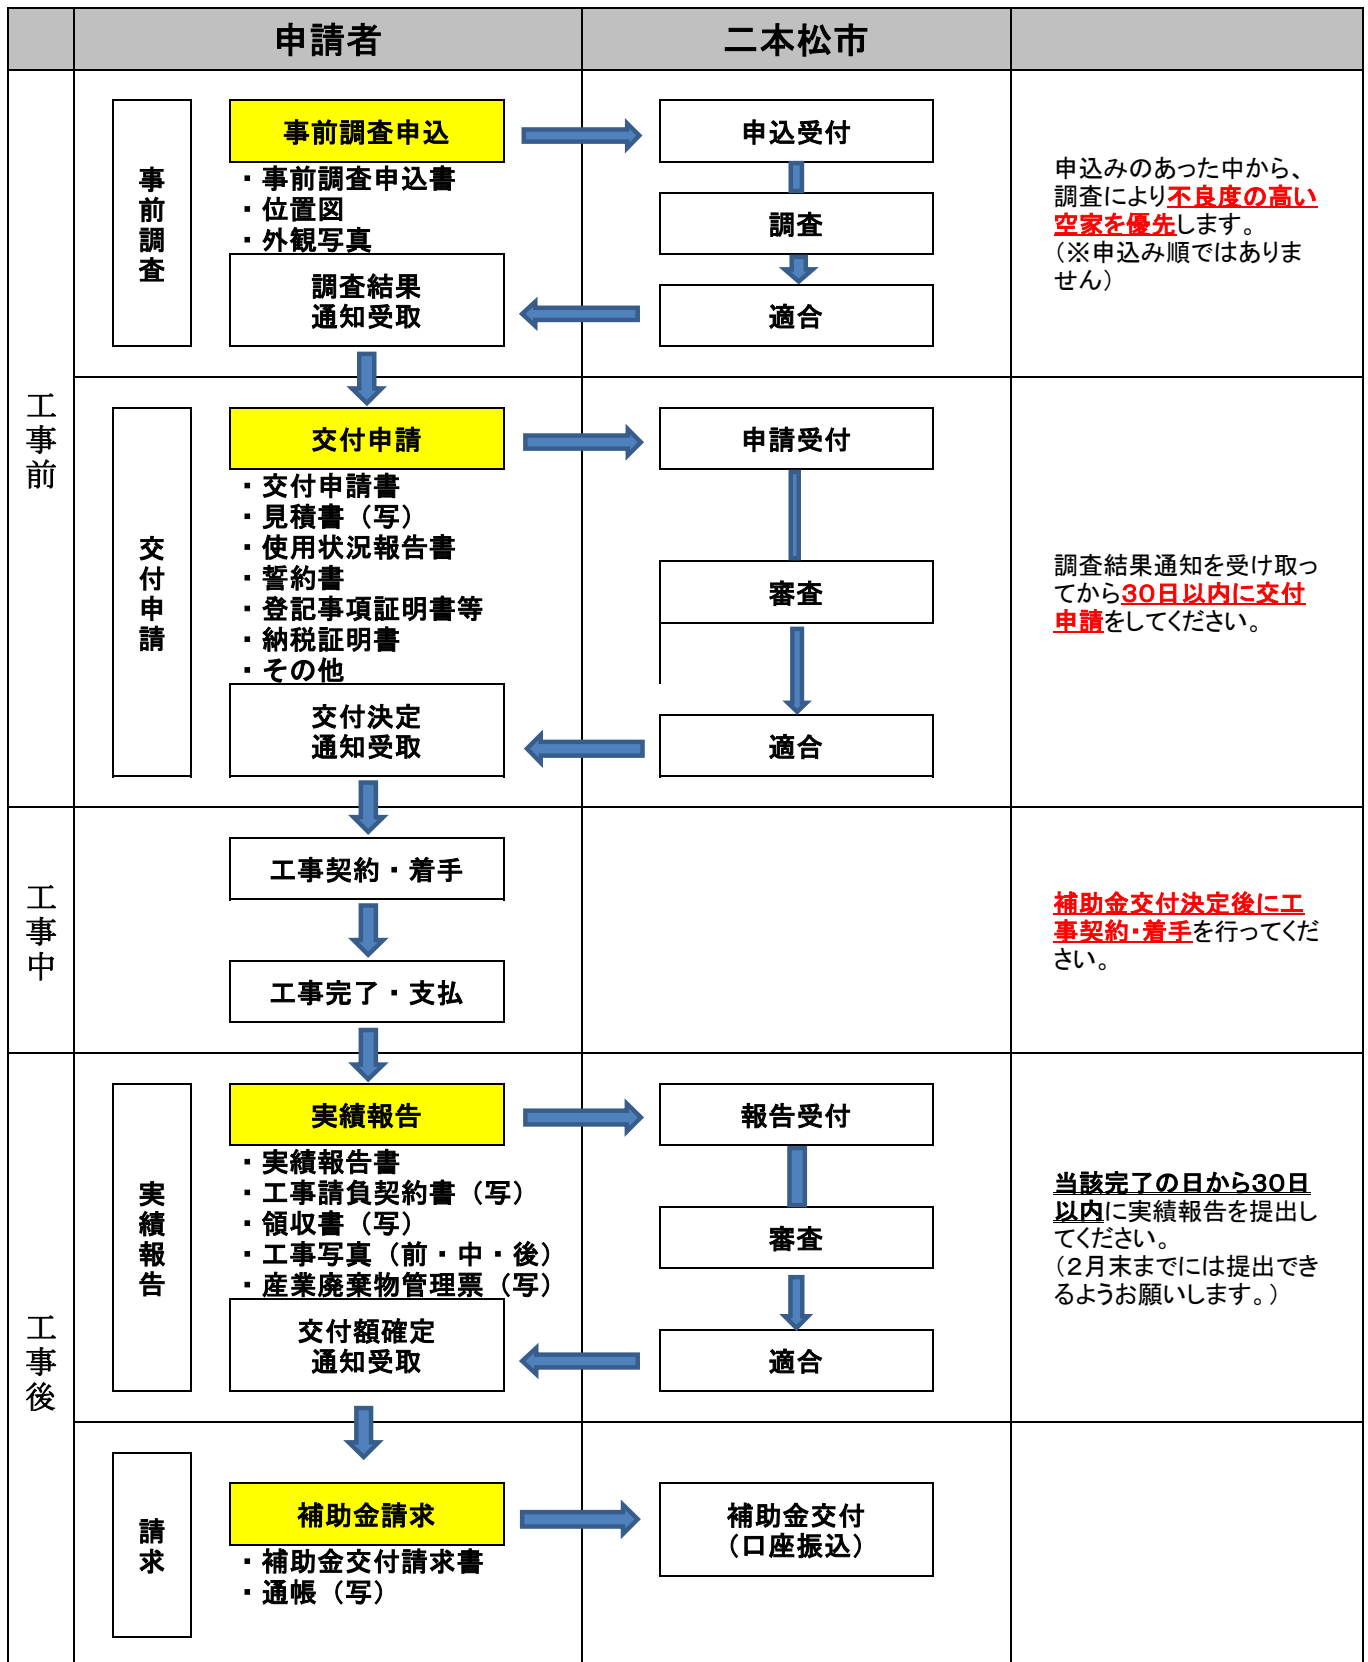 申請者
二本松市
工事前
事前調査
事前調査申込
・事前調査申込書
・位置図
・外観写真
調査結果
通知受取
申込受付
調査
適合
申込みのあった中から、
調査により不良度の高い
空家を優先します。
（※申込み順ではありま
せん）
交付申請
交付申請
・交付申請書
・見積書（写）
・使用状況報告書
・誓約書
・登記事項証明書等
・納税証明書
・その他
交付決定
通知受取
申請受付
審査
適合
調査結果通知を受け取っ
てから30日以内に交付
申請をしてください。
工事中
工事契約・着手
工事完了・支払
補助金交付決定後に工
事契約・着手を行ってくだ
さい。
工事後
実績報告
実績報告
・実績報告書
・工事請負契約書（写）
・領収書（写）
・工事写真（前・中・後）
・産業廃棄物管理票（写）
交付額確定
通知受取
報告受付
審査
適合
当該完了の日から30日
以内に実績報告を提出し
てください。
（２月末までには提出でき
るようお願いします。）
請求
補助金請求
・補助金交付請求書
・通帳（写）
補助金交付
（口座振込）